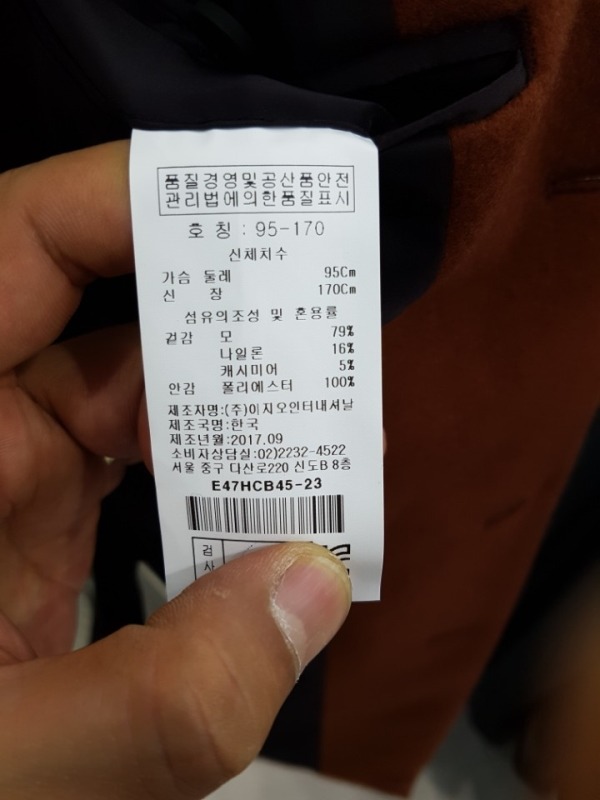 품질경영및공산품안전
관리법에의한품질표시
호 칭 : 95-170
신체치수
가슴 둘레 95Cm
신 장 170Cm
섬유의조성 및 혼용률
겉감 모 79%
나일론 16%
캐시미어 5%
안감 폴리에스터 100%
제조자명:(주)이지오인터내셔날
제조국명:한국
제조년월:2017.09
소비자상담실:02)2232-4522
서울 중구 다산로220 신도B 8층
E47HCB45-23
검
사